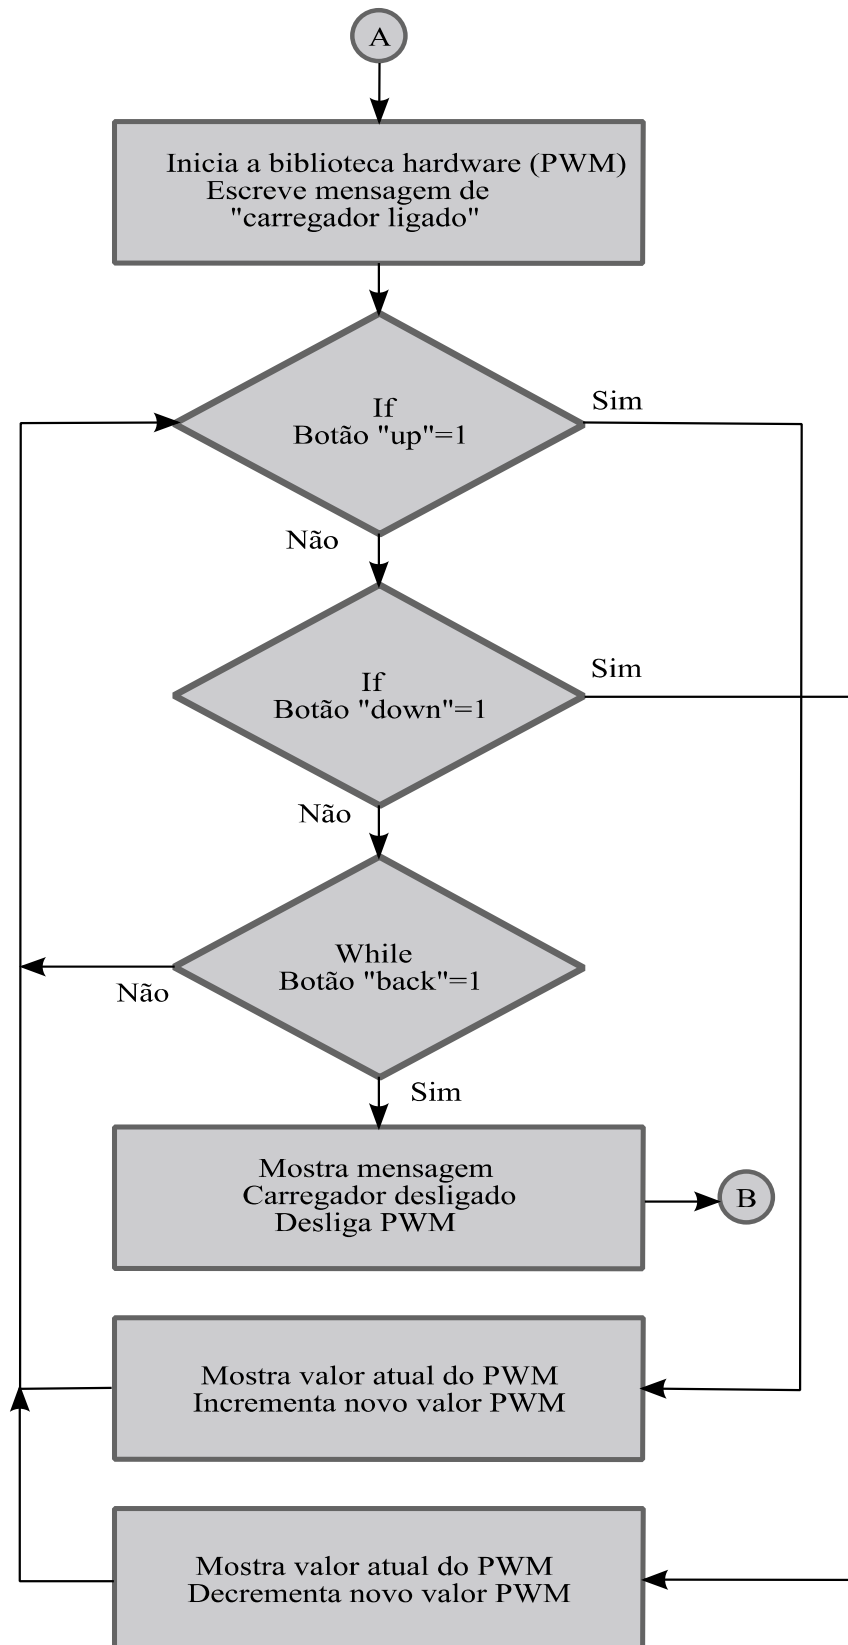 A
Inicia a biblioteca hardware (PWM)
Escreve mensagem de
"carregador ligado"
If
Botão "up"=1
Sim
Não
If
Botão "down"=1
Sim
Não
While
Botão "back"=1
Não
Sim
Mostra mensagem
Carregador desligado
Desliga PWM
B
Mostra valor atual do PWM
Incrementa novo valor PWM
Mostra valor atual do PWM
Decrementa novo valor PWM